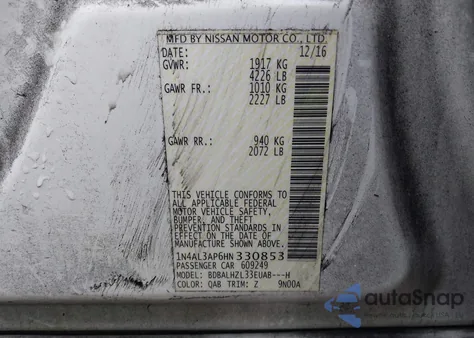 MFD BY NISSAN MOTOR CO., LTD.
DATE: 12/16
GVWR: 1917 KG
4226 LB
GAWR FR.: 1010 KG
2227 LB
GAWR RR.: 940 KG
2072 LB
THIS VEHICLE CONFORMS TO
ALL APPLICABLE FEDERAL
MOTOR VEHICLE SAFETY,
BUMPER, AND THEFT
PREVENTION STANDARDS IN
EFFECT ON THE DATE OF
MANUFACTURE SHOWN ABOVE.
1N4AL3AP6HN330853
PASSENGER CAR 609249
MODEL: BDBALHZL33EUAB---H
COLOR: QAB TRIM: Z 9N00A
autoSnap
Powered by AutoSnap